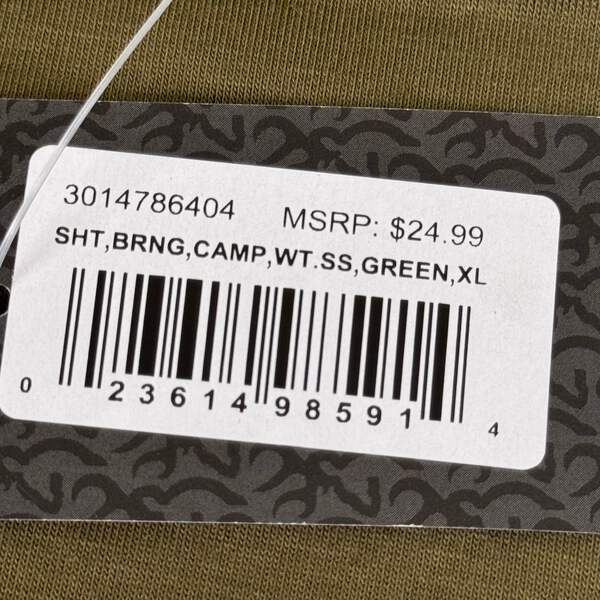 3014786404 MSRP: $24.99
SHT,BRNG,CAMP,WT.SS,GREEN,XL
0 23614 98591 4